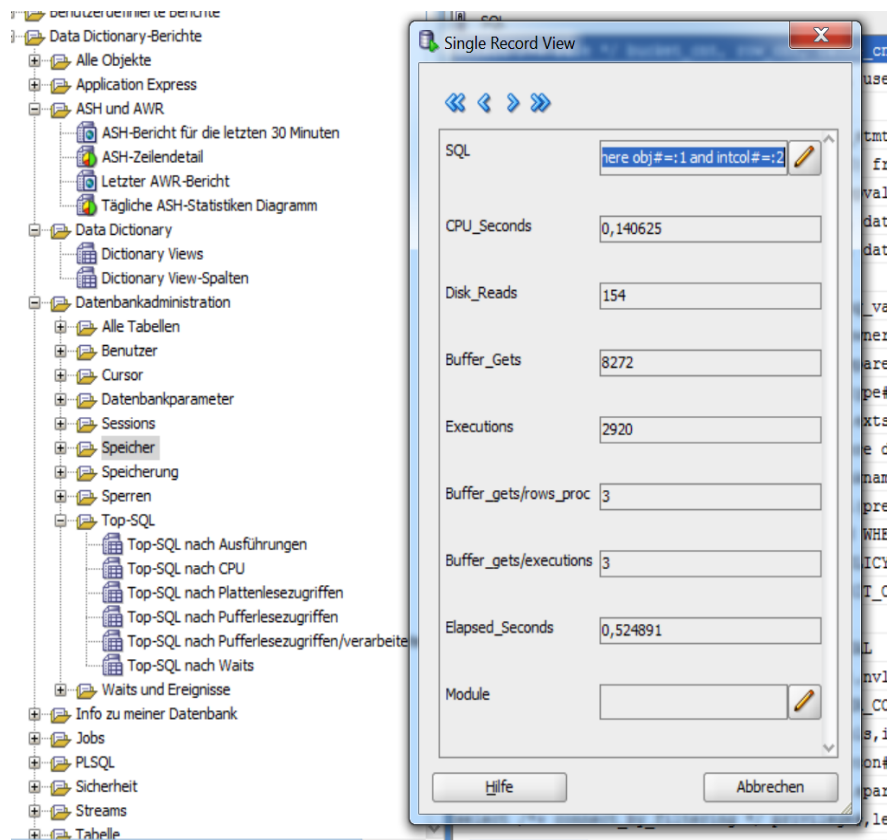 Benutzerdefinierte Berichte
Data Dictionary-Berichte
Alle Objekte
Application Express
ASH und AWR
ASH-Bericht für die letzten 30 Minuten
ASH-Zeilendetail
Letzter AWR-Bericht
Tägliche ASH-Statistiken Diagramm
Data Dictionary
Dictionary Views
Dictionary View-Spalten
Datenbankadministration
Alle Tabellen
Benutzer
Cursor
Datenbankparameter
Sessions
Speicher
Speicherung
Sperren
Top-SQL
Top-SQL nach Ausführungen
Top-SQL nach CPU
Top-SQL nach Plattenlesezugriffen
Top-SQL nach Pufferlesezugriffen
Top-SQL nach Pufferlesezugriffen/verarbeite
Top-SQL nach Waits
Waits und Ereignisse
Info zu meiner Datenbank
Jobs
PLSQL
Sicherheit
Streams
Tabelle
SQL
Single Record View
SQL here obj#=:1 and intcol#=:2
CPU_Seconds 0,140625
Disk_Reads 154
Buffer_Gets 8272
Executions 2920
Buffer_gets/rows_proc 3
Buffer_gets/executions 3
Elapsed_Seconds 0,524891
Module
Hilfe Abbrechen